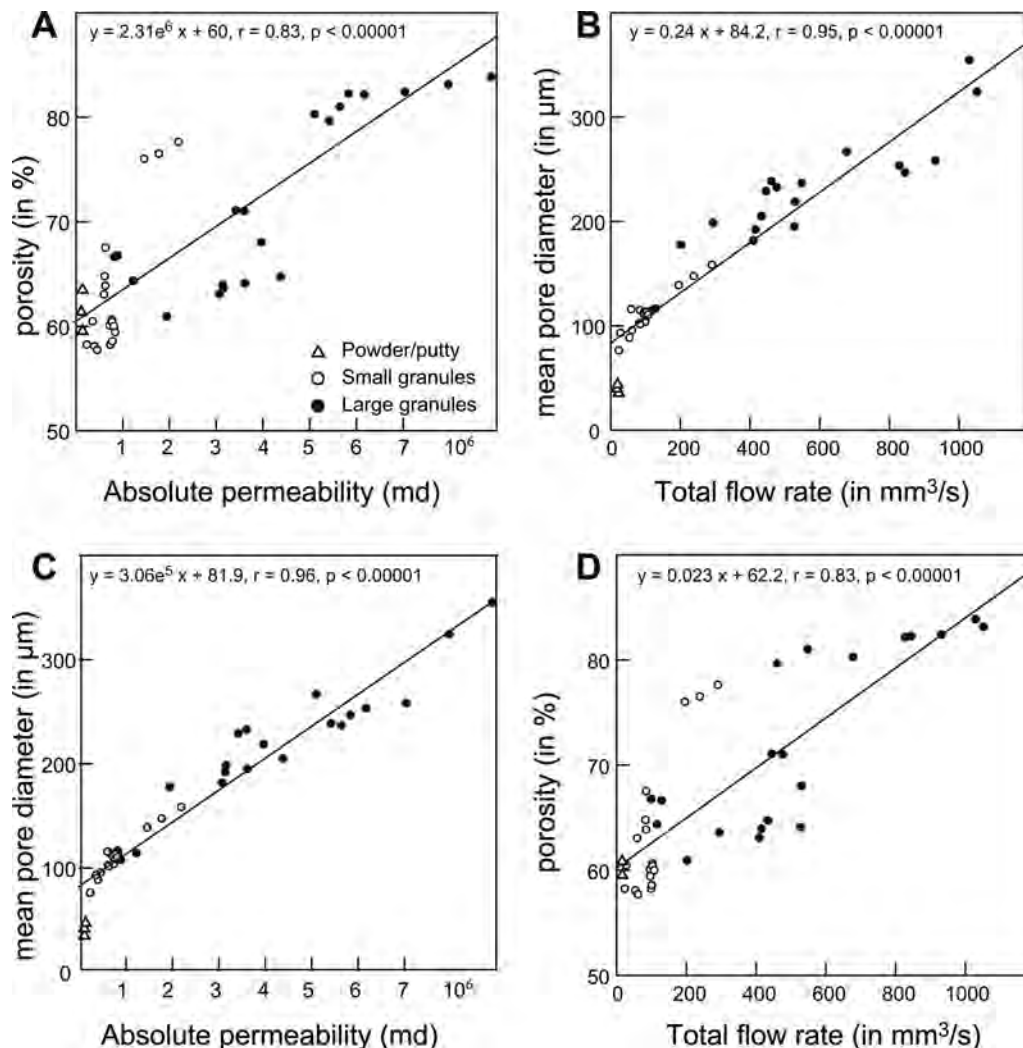 A
y = 2.31e⁶ x + 60, r = 0.83, p < 0.00001
porosity (in %)
80
70
60
50
Powder/putty
Small granules
Large granules
1 2 3 4 5 6 7 10⁶
Absolute permeability (md)
B
y = 0.24 x + 84.2, r = 0.95, p < 0.00001
mean pore diameter (in µm)
300
200
100
0
0 200 400 600 800 1000
Total flow rate (in mm³/s)
C
y = 3.06e⁵ x + 81.9, r = 0.96, p < 0.00001
mean pore diameter (in µm)
300
200
100
0
1 2 3 4 5 6 7 10⁶
Absolute permeability (md)
D
y = 0.023 x + 62.2, r = 0.83, p < 0.00001
porosity (in %)
80
70
60
50
0 200 400 600 800 1000
Total flow rate (in mm³/s)